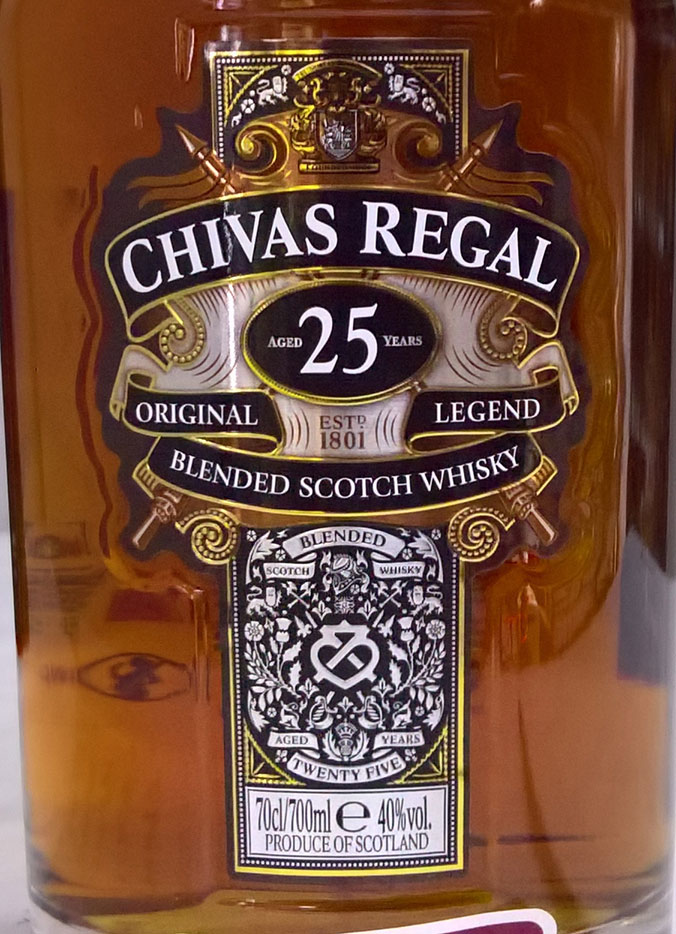 CHIVAS REGAL
AGED 25 YEARS
ORIGINAL ESTD 1801 LEGEND
BLENDED SCOTCH WHISKY
BLENDED
SCOTCH WHISKY
AGED YEARS
TWENTY FIVE
70cl/700ml e 40%vol.
PRODUCE OF SCOTLAND